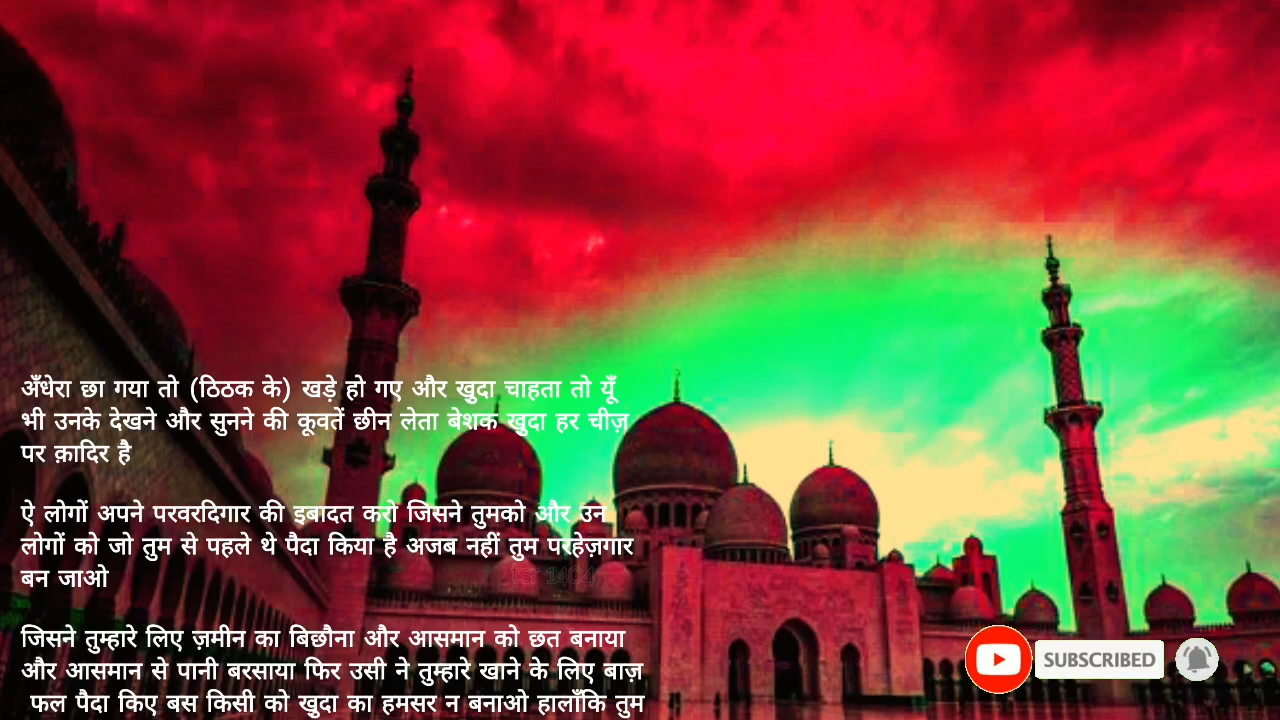 अँधेरा छा गया तो (ठिठक के) खड़े हो गए और खुदा चाहता तो यूँ
भी उनके देखने और सुनने की कूवतें छीन लेता बेशक खुदा हर चीज़
पर क़ादिर है
ऐ लोगों अपने परवरदिगार की इबादत करो जिसने तुमको और उन
लोगों को जो तुम से पहले थे पैदा किया है अजब नहीं तुम परहेज़गार
बन जाओ
जिसने तुम्हारे लिए ज़मीन का बिछौना और आसमान को छत बनाया
और आसमान से पानी बरसाया फिर उसी ने तुम्हारे खाने के लिए बाज़
फल पैदा किए बस किसी को खुदा का हमसर न बनाओ हालाँकि तुम
SUBSCRIBED